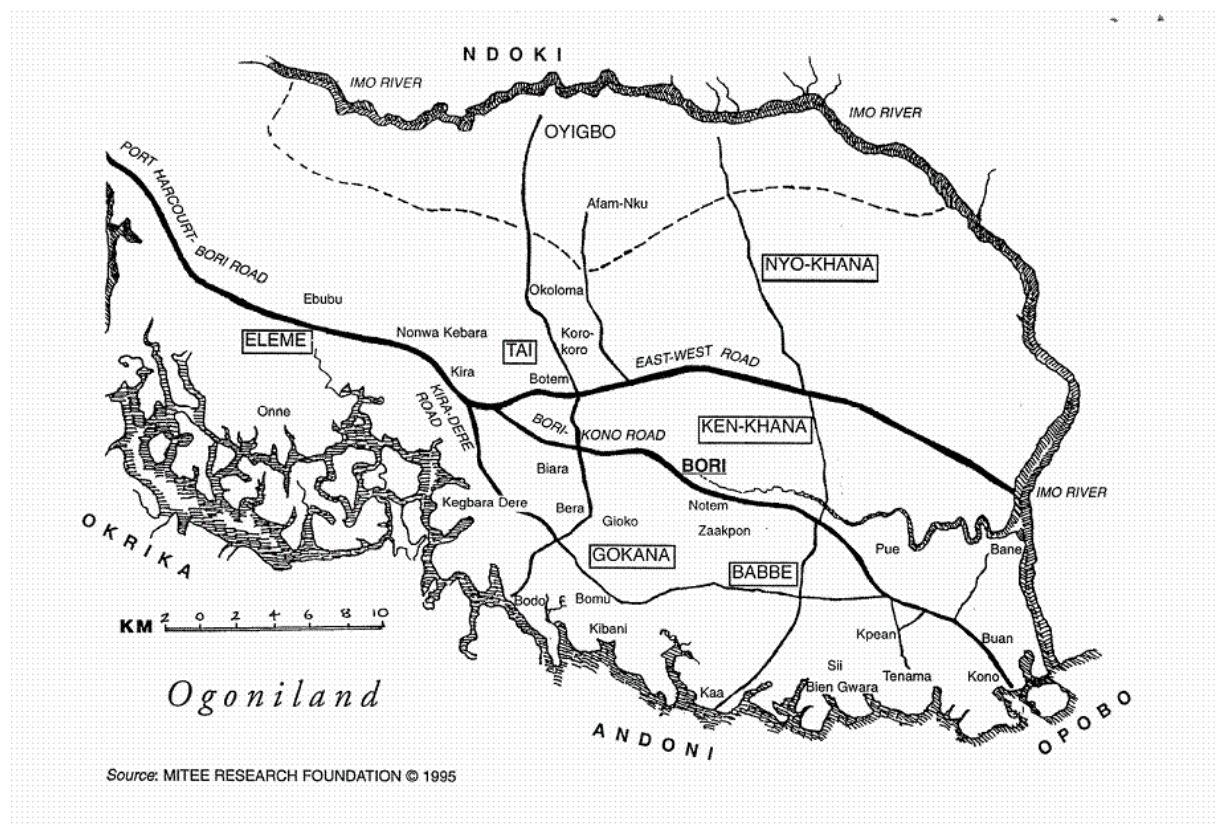 NDOKI
IMO RIVER
IMO RIVER
OYIGBO
PORT HARCOURT-BORI ROAD
Afam-Nku
NYO-KHANA
Okoloma
Ebubu
ELEME
Nonwa Kebara
TAI
Koro-
koro
EAST-WEST ROAD
Kira
Botem
KIRA-DERE
ROAD
Onne
BORI-KONO ROAD
KEN-KHANA
BORI
Biara
IMO RIVER
Kegbara Dere
Bera
Gioko
Notem
Zaakpon
OKRIKA
GOKANA
BABBE
Pue
Bane
Bodo
Bomu
KM 2 0 2 4 6 8 10
Kibani
Kpean
Buan
Sii
Bien Gwara
Tenama
Kono
Kaa
Ogoniland
ANDONI
OPOBO
Source: MITEE RESEARCH FOUNDATION © 1995